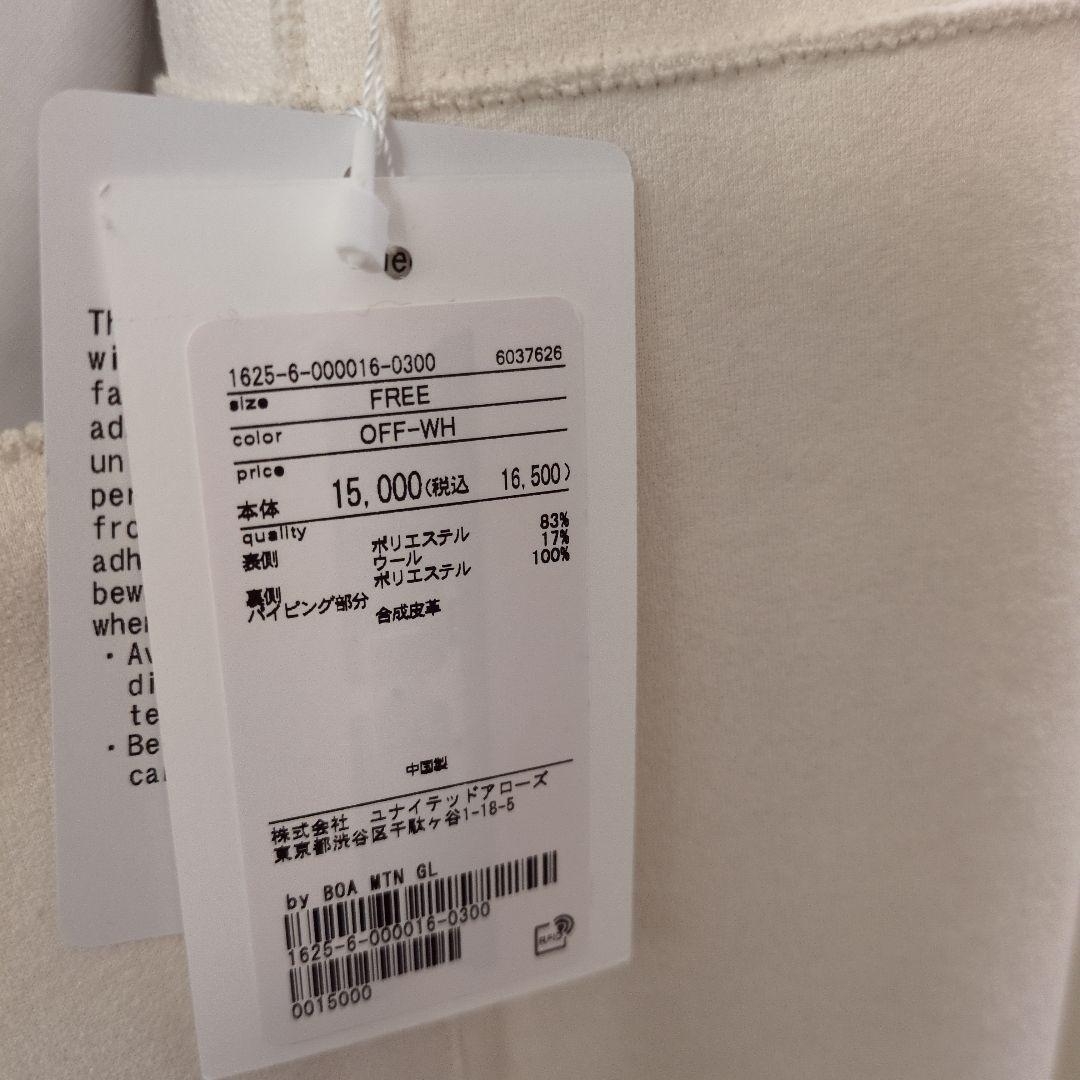 1625-6-000016-0300 6037626
size FREE
color OFF-WH
price
本体 15,000(税込 16,500)
quality
表側 ポリエステル 83%
ウール 17%
裏側 ポリエステル 100%
パイピング部分 合成皮革
中国製
株式会社 ユナイテッドアローズ
東京都渋谷区千駄ヶ谷1-18-5
by BOA MTN GL
1625-6-000016-0300
0015000
wi
fa
ad
un
per
fro
adh
bew
when
・Av
di
te
・Be
ca